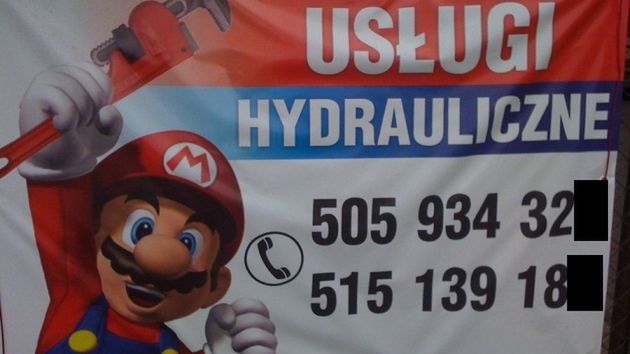 USŁUGI
HYDRAULICZNE
M
505 934 32
515 139 18